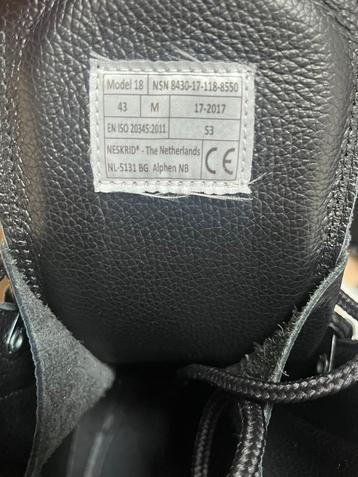 Model 18 NSN 8430-17-118-8550
43 M 17-2017
EN ISO 20345:2011 S3
NESKRID® - The Netherlands
NL-5131 BG Alphen NB CE